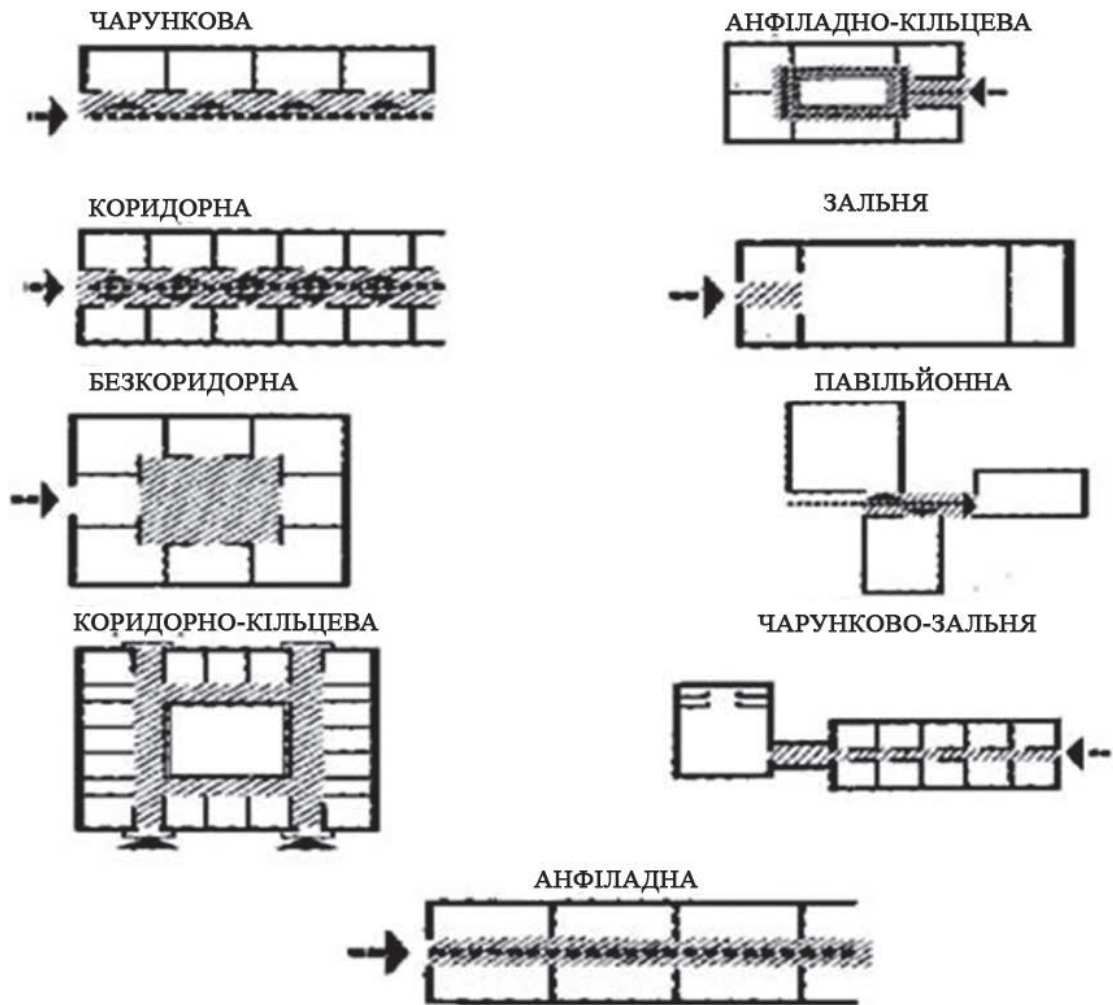 ЧАРУНКОВА
АНФІЛАДНО-КІЛЬЦЕВА
КОРИДОРНА
ЗАЛЬНЯ
БЕЗКОРИДОРНА
ПАВІЛЬЙОННА
КОРИДОРНО-КІЛЬЦЕВА
ЧАРУНКОВО-ЗАЛЬНЯ
АНФІЛАДНА